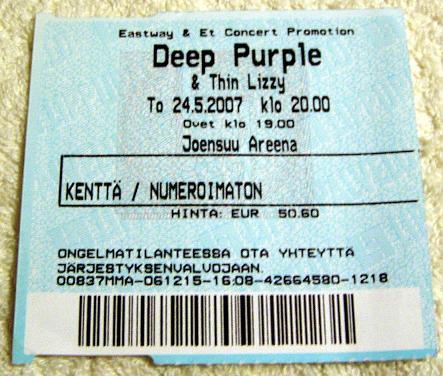 Eastway & Et Concert Promotion
Deep Purple
& Thin Lizzy
To 24.5.2007 klo 20.00
Ovet klo 19.00
Joensuu Areena
KENTTÄ / NUMEROIMATON
HINTA: EUR 50.60
ONGELMATILANTEESSA OTA YHTEYTTÄ
JÄRJESTYKSENVALVOJAAN.
00837MMA-061215-16:08-42664580-1218